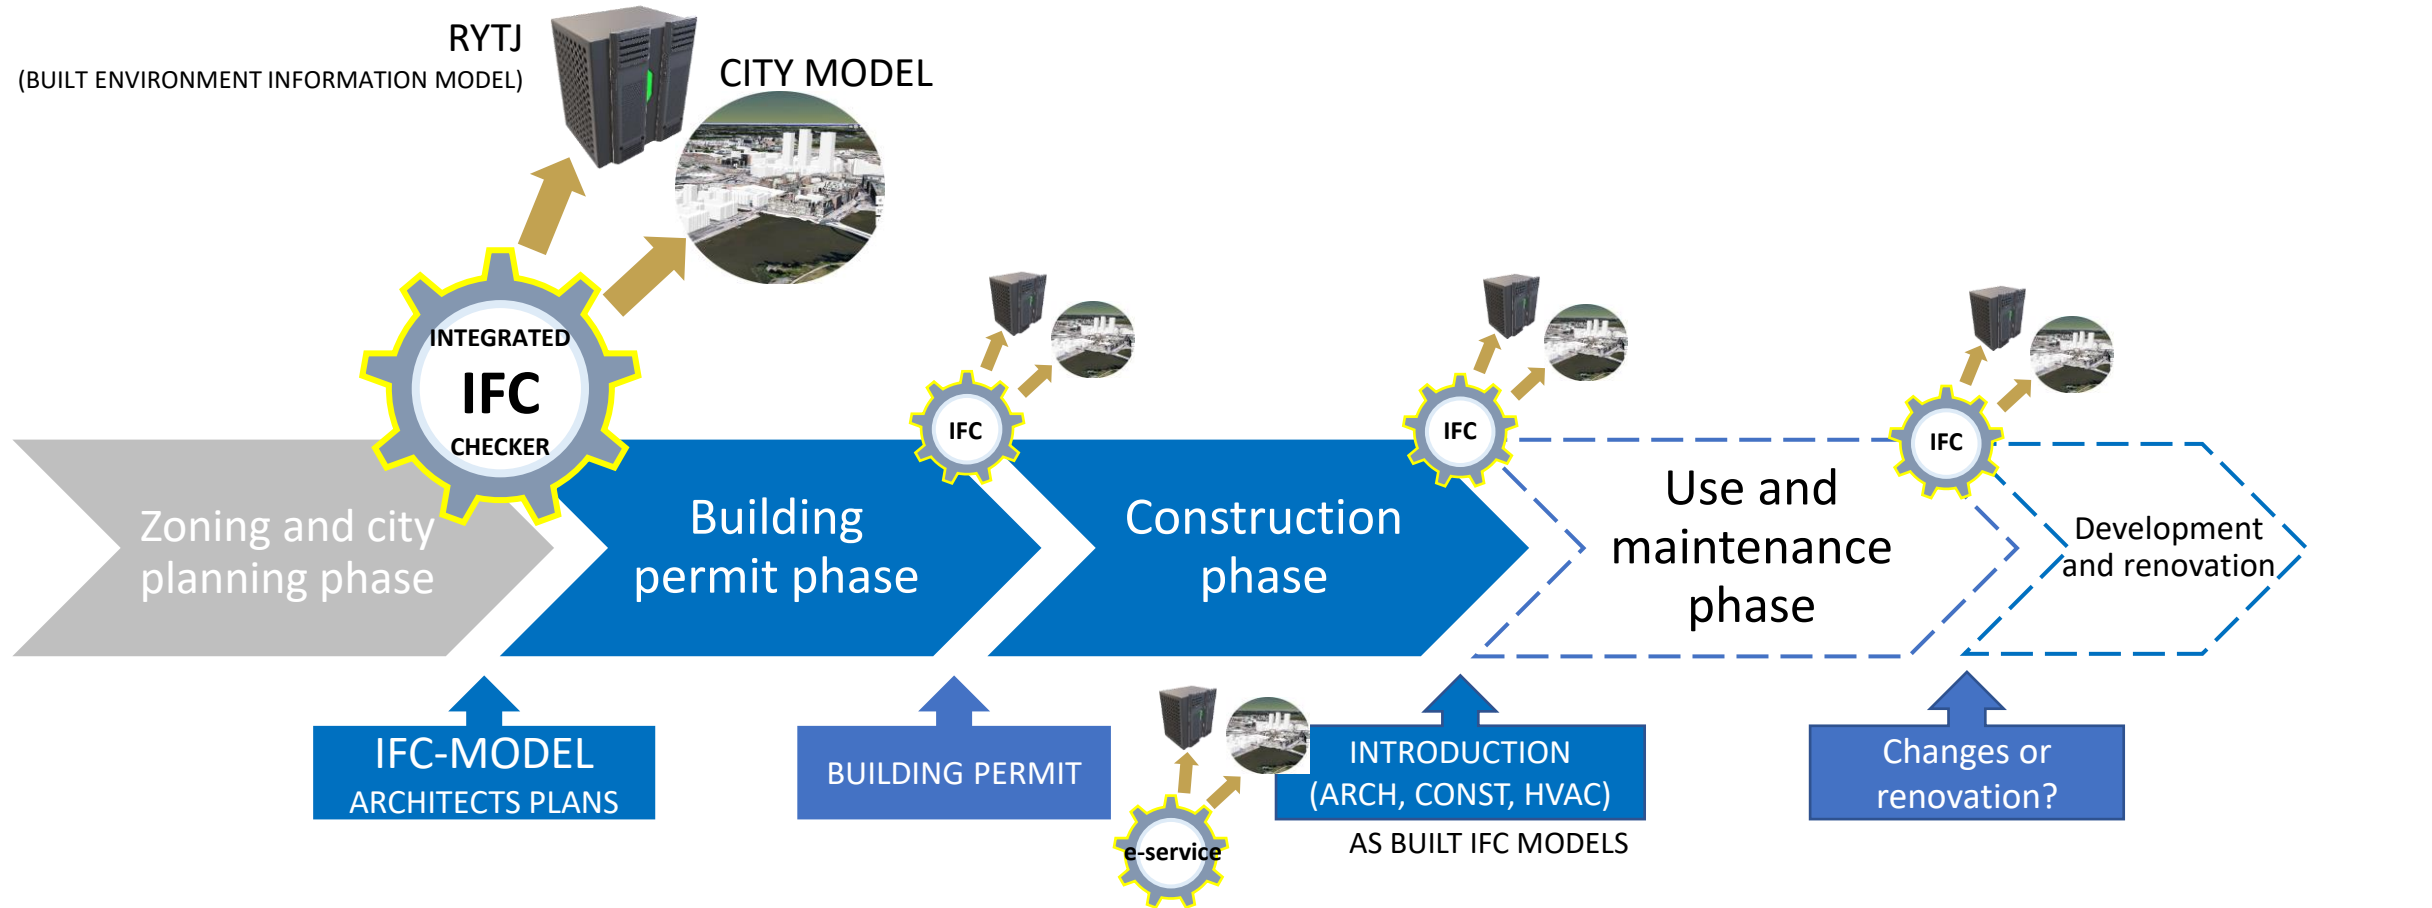 RYTJ
(BUILT ENVIRONMENT INFORMATION MODEL)
CITY MODEL
INTEGRATED
IFC
CHECKER
IFC
IFC
IFC
Zoning and city
planning phase
Building
permit phase
Construction
phase
Use and
maintenance
phase
Development
and renovation
IFC-MODEL
ARCHITECTS PLANS
BUILDING PERMIT
e-service
INTRODUCTION
(ARCH, CONST, HVAC)
AS BUILT IFC MODELS
Changes or
renovation?